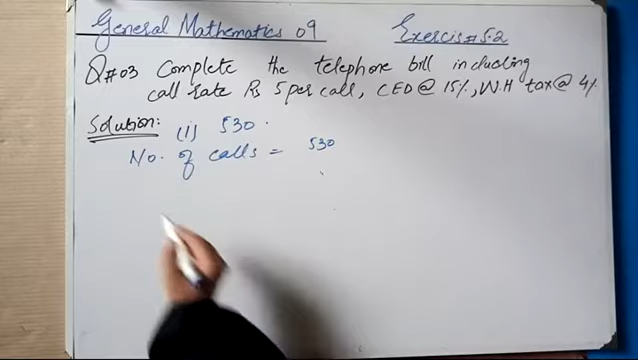 General Mathematics 09 Exercis#5.2
Q#03 Complete the telephone bill including
call rate Rs 5 per call, CED @ 15%, W.H tax @ 4%
Solution: (i) 530.
No. of calls = 530